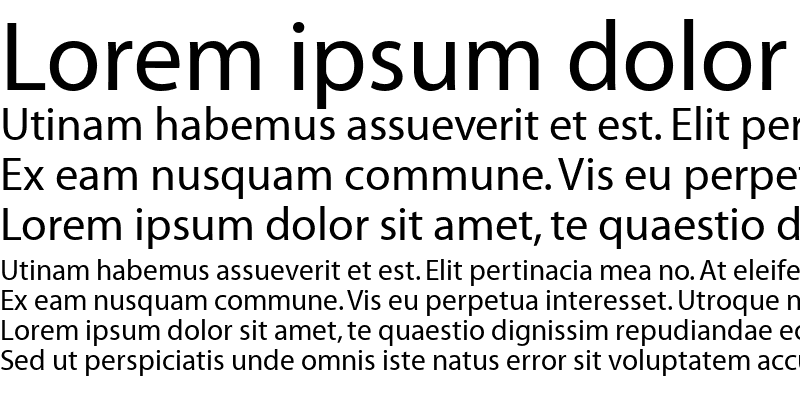 Lorem ipsum dolor
Utinam habemus assueverit et est. Elit per
Ex eam nusquam commune. Vis eu perpe
Lorem ipsum dolor sit amet, te quaestio d
Utinam habemus assueverit et est. Elit pertinacia mea no. At eleife
Ex eam nusquam commune. Vis eu perpetua interesset. Utroque n
Lorem ipsum dolor sit amet, te quaestio dignissim repudiandae e
Sed ut perspiciatis unde omnis iste natus error sit voluptatem acc